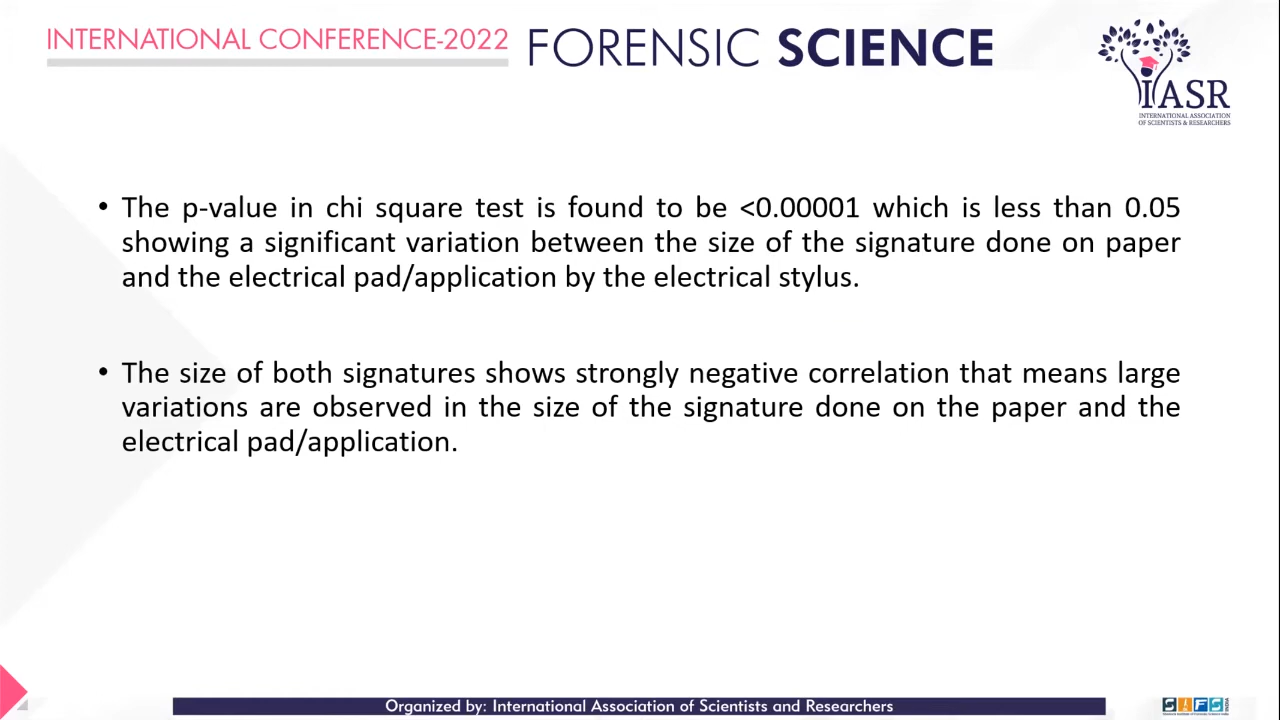 INTERNATIONAL CONFERENCE-2022 FORENSIC SCIENCE
IASR
INTERNATIONAL ASSOCIATION
OF SCIENTISTS & RESEARCHERS
• The p-value in chi square test is found to be <0.00001 which is less than 0.05
showing a significant variation between the size of the signature done on paper
and the electrical pad/application by the electrical stylus.
• The size of both signatures shows strongly negative correlation that means large
variations are observed in the size of the signature done on the paper and the
electrical pad/application.
Organized by: International Association of Scientists and Researchers
SIFS
INDIA